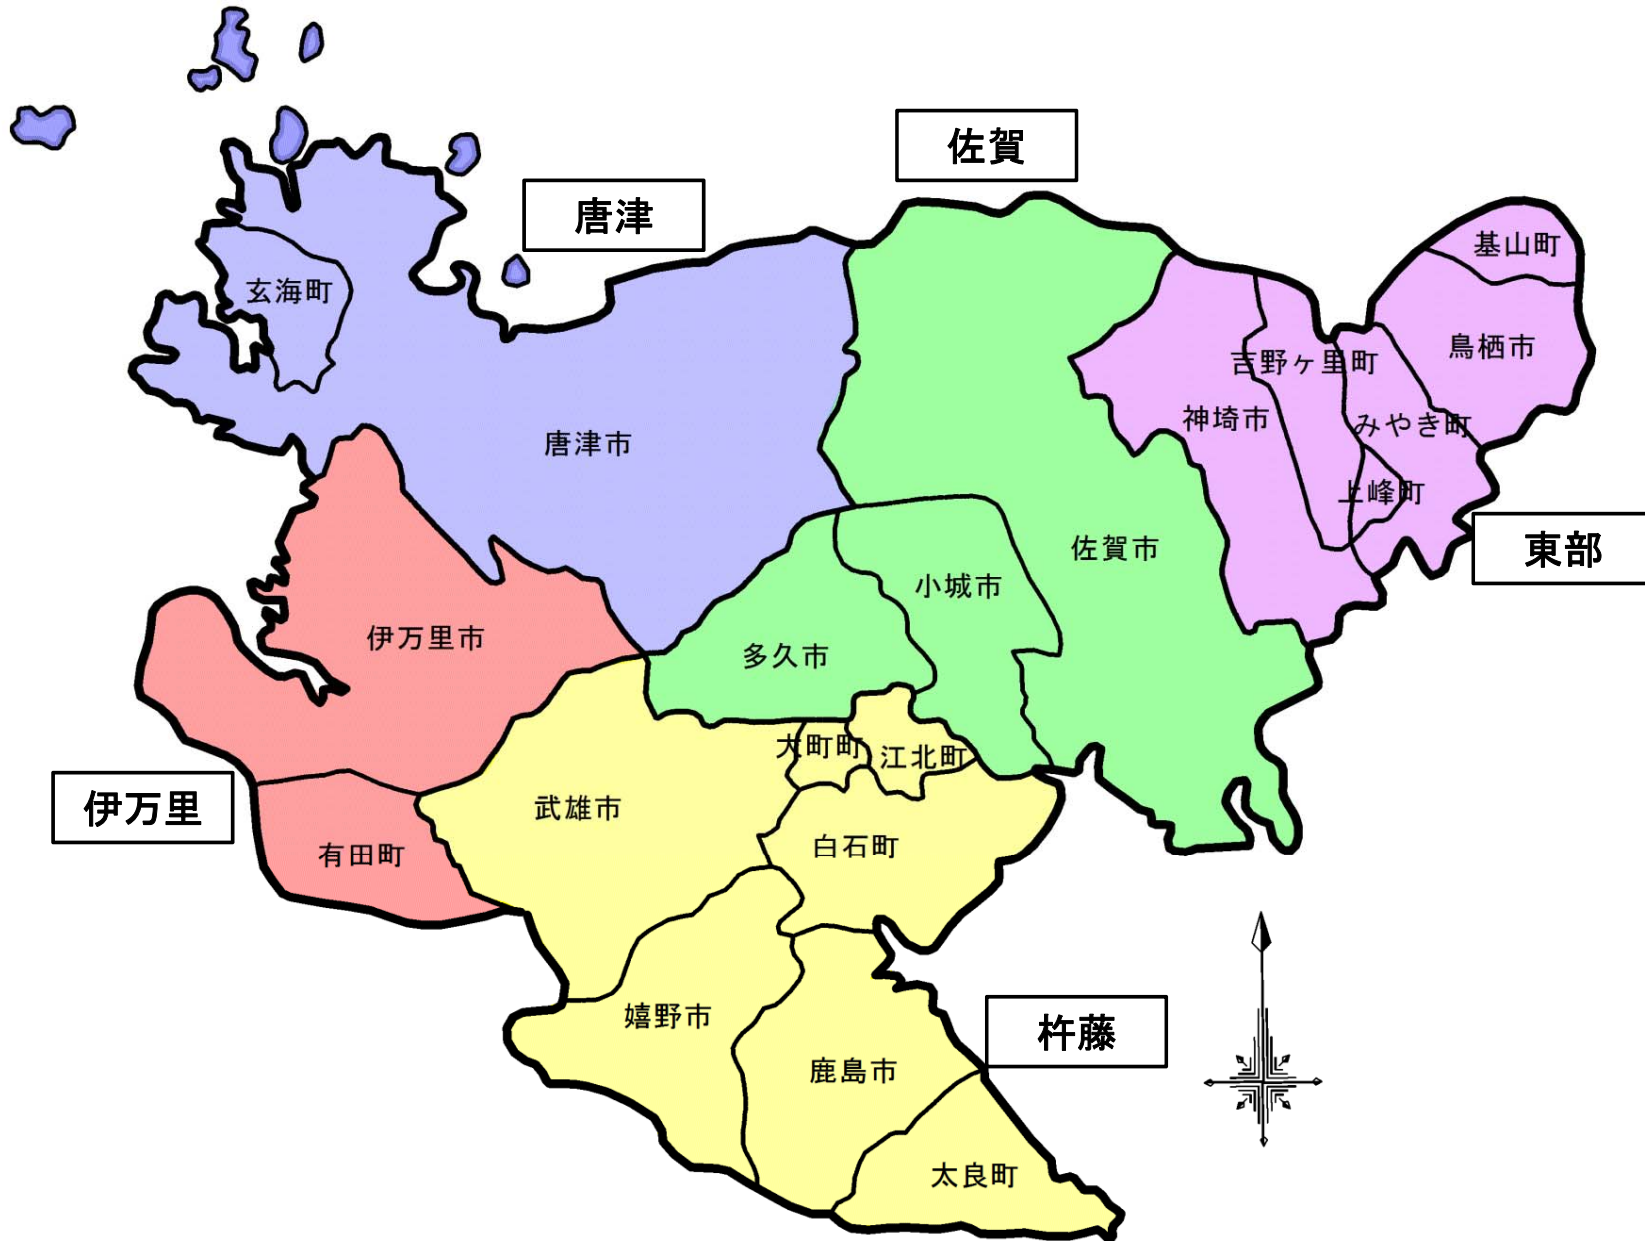 佐賀
唐津
基山町
玄海町
鳥栖市
吉野ヶ里町
神埼市
みやき町
唐津市
上峰町
東部
佐賀市
小城市
伊万里市
多久市
大町町
江北町
伊万里
武雄市
白石町
有田町
嬉野市
杵藤
鹿島市
太良町